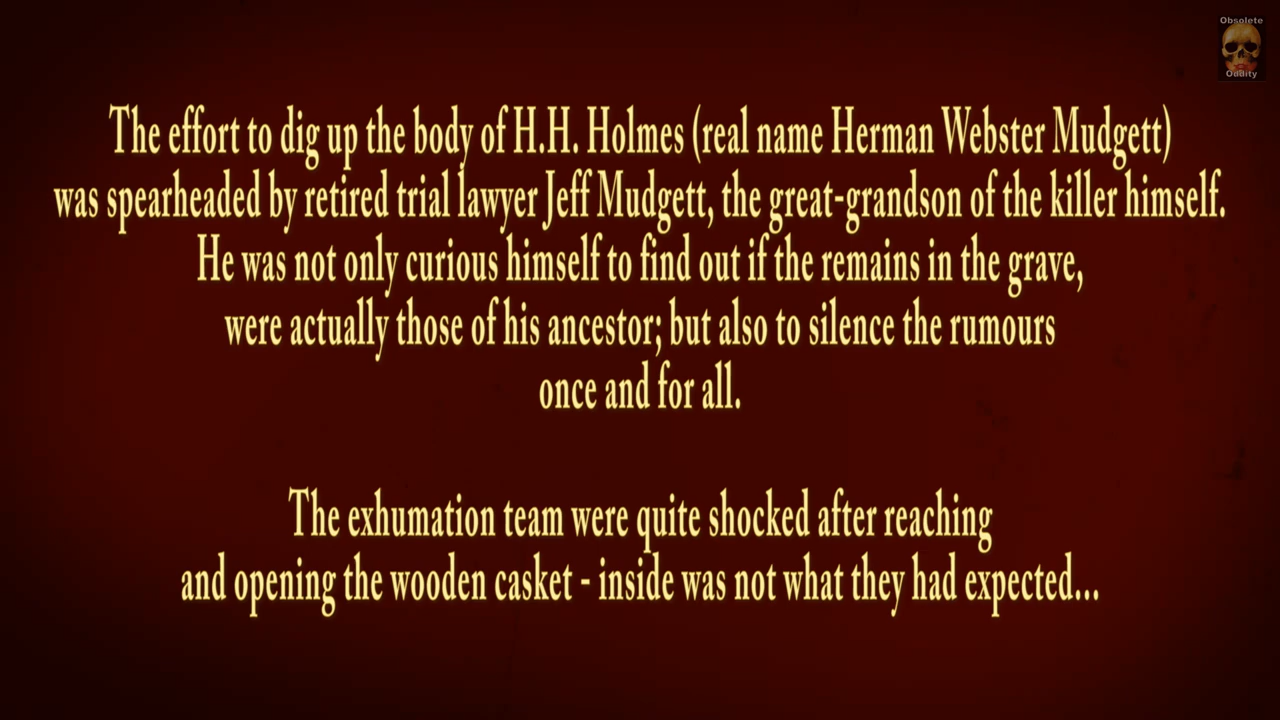 Obsolete
Oddity
The effort to dig up the body of H.H. Holmes (real name Herman Webster Mudgett)
was spearheaded by retired trial lawyer Jeff Mudgett, the great-grandson of the killer himself.
He was not only curious himself to find out if the remains in the grave,
were actually those of his ancestor; but also to silence the rumours
once and for all.
The exhumation team were quite shocked after reaching
and opening the wooden casket - inside was not what they had expected...